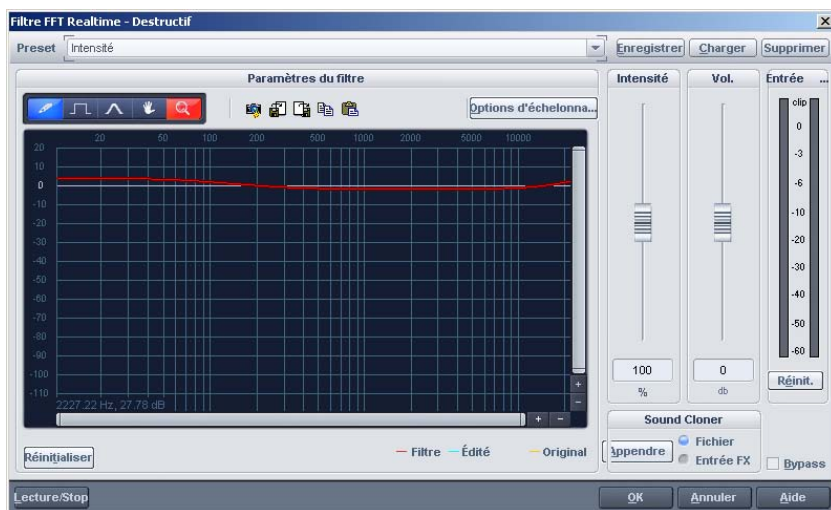 Filtre FFT Realtime - Destructif
Preset Intensité Enregistrer Charger Supprimer
Paramètres du filtre
Options d'échelonna...
20 50 100 200 500 1000 2000 5000 10000
20
10
0
-10
-20
-30
-40
-50
-60
-70
-80
-90
-100
-110
2227.22 Hz, 27.78 dB
Réinitialiser
Filtre Édité Original
Intensité
100
%
Vol.
0
db
Entrée ...
clip
0
-3
-6
-10
-20
-30
-40
-50
-60
Réinit.
Sound Cloner
Appendre
Fichier
Entrée FX
Bypass
Lecture/Stop OK Annuler Aide